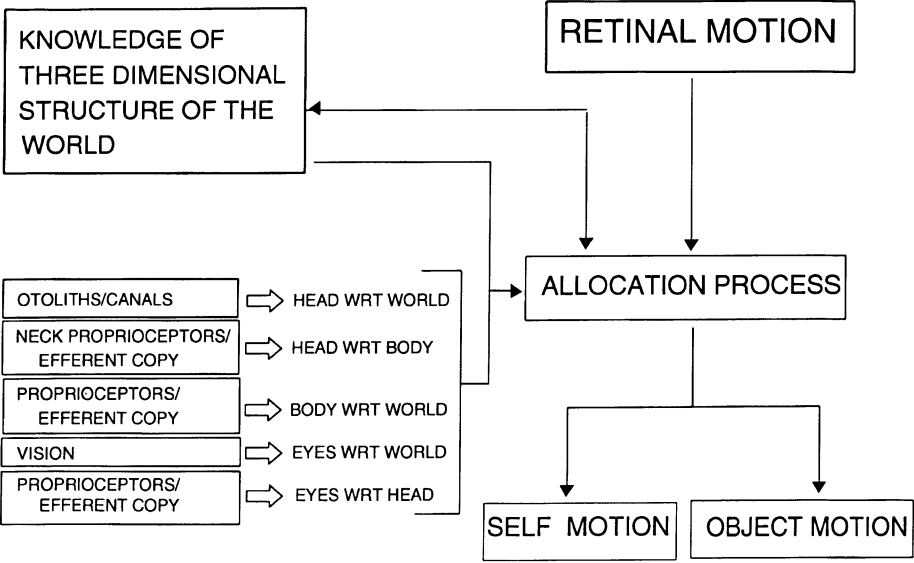 KNOWLEDGE OF
THREE DIMENSIONAL
STRUCTURE OF THE
WORLD
RETINAL MOTION
ALLOCATION PROCESS
OTOLITHS/CANALS
HEAD WRT WORLD
NECK PROPRIOCEPTORS/
EFFERENT COPY
HEAD WRT BODY
PROPRIOCEPTORS/
EFFERENT COPY
BODY WRT WORLD
VISION
EYES WRT WORLD
PROPRIOCEPTORS/
EFFERENT COPY
EYES WRT HEAD
SELF MOTION
OBJECT MOTION